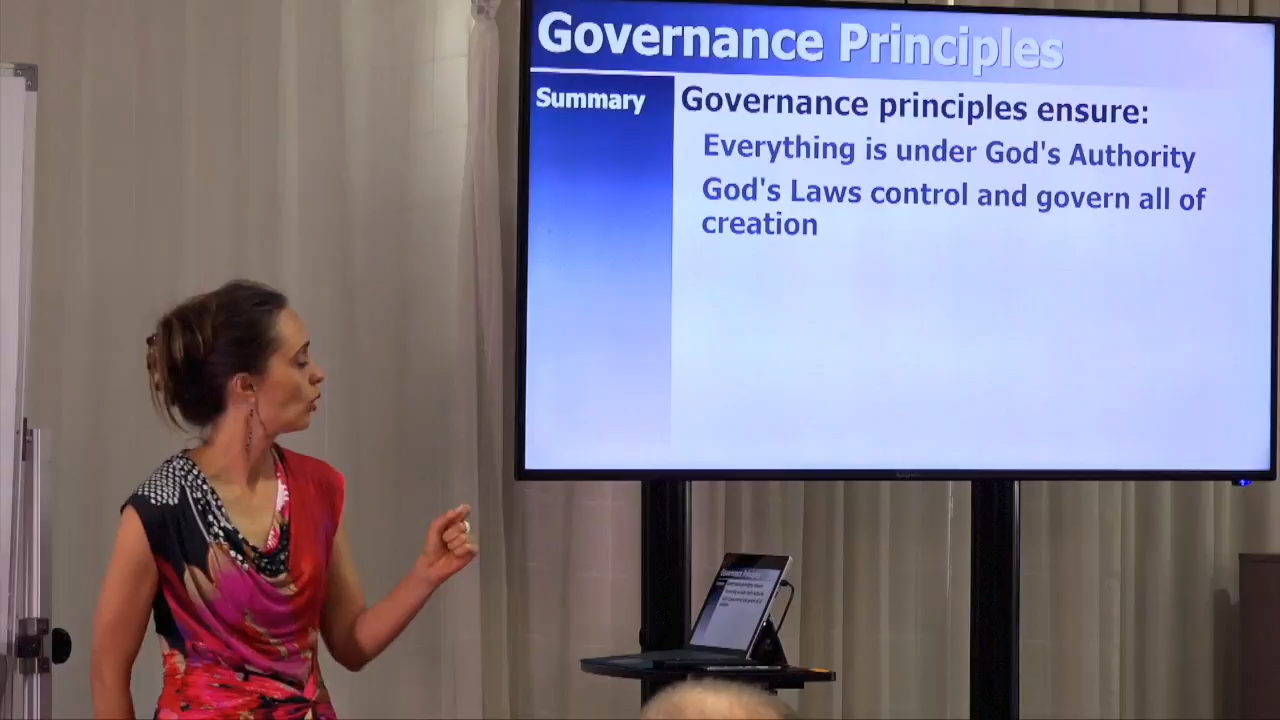 Governance Principles
Summary
Governance principles ensure:
Everything is under God's Authority
God's Laws control and govern all of
creation